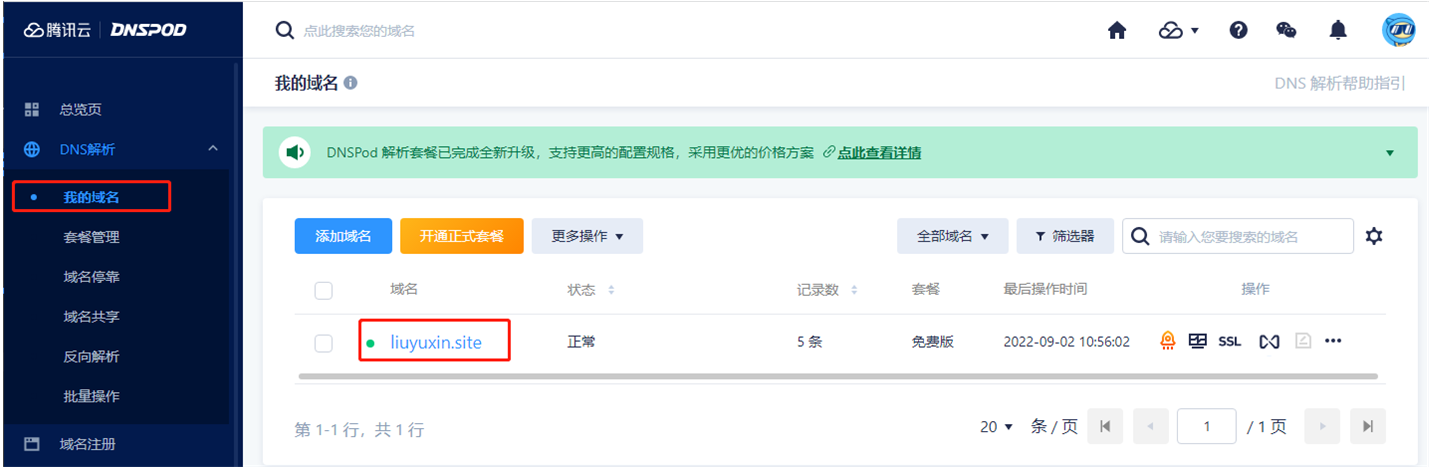 腾讯云 DNSPOD
点此搜索您的域名
我的域名
DNS 解析帮助指引
总览页
DNS解析
我的域名
套餐管理
域名停靠
域名共享
反向解析
批量操作
域名注册
DNSPod 解析套餐已完成全新升级，支持更高的配置规格，采用更优的价格方案 点此查看详情
添加域名 开通正式套餐 更多操作 全部域名 筛选器 请输入您要搜索的域名
域名 状态 记录数 套餐 最后操作时间 操作
liuyuxin.site 正常 5 条 免费版 2022-09-02 10:56:02 SSL
第 1-1 行，共 1 行 20 条 / 页 1 / 1 页